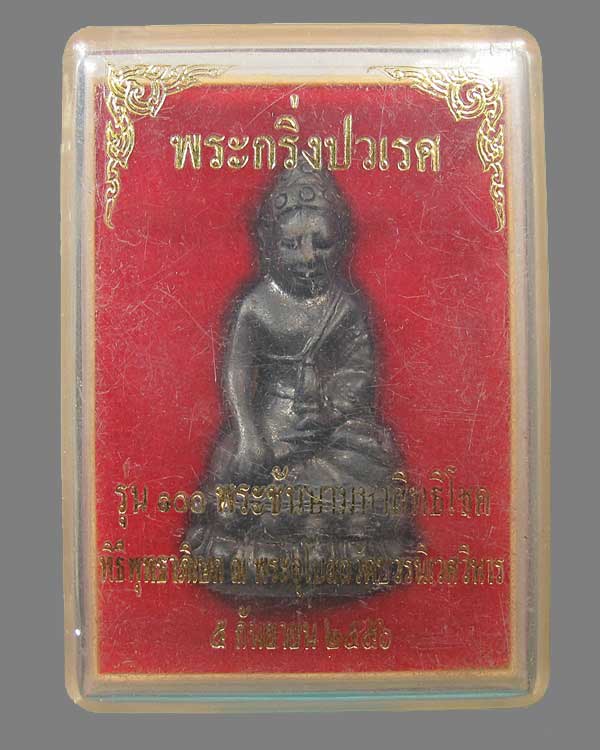 พระกริ่งปวเรศ
รุ่น ๑๐๐ พระชันษามหาสิทธิโชค
พิธีพุทธาภิเษก ณ พระอุโบสถวัดบวรนิเวศวิหาร
๕ กันยายน ๒๕๕๖